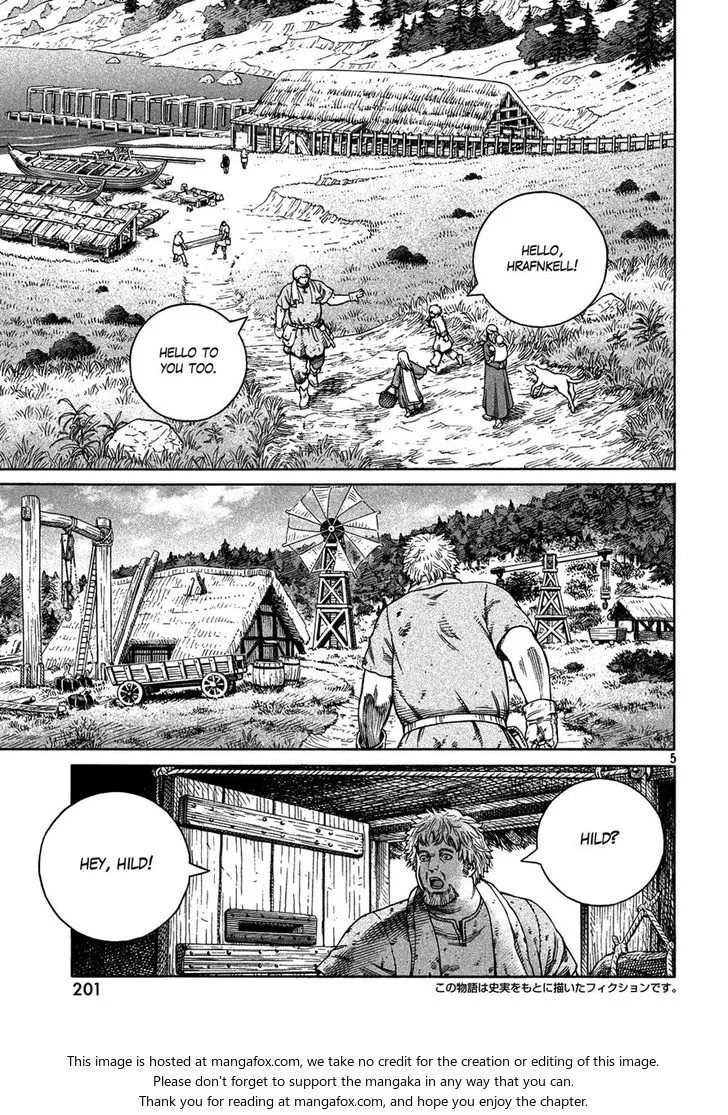 HELLO,
HRAFNKELL!
HELLO TO
YOU TOO.
5
HILD?
HEY, HILD!
201
この物語は史実をもとに描いたフィクションです。
This image is hosted at mangafox.com, we take no credit for the creation or editing of this image.
Please don't forget to support the mangaka in any way that you can.
Thank you for reading at mangafox.com, and hope you enjoy the chapter.